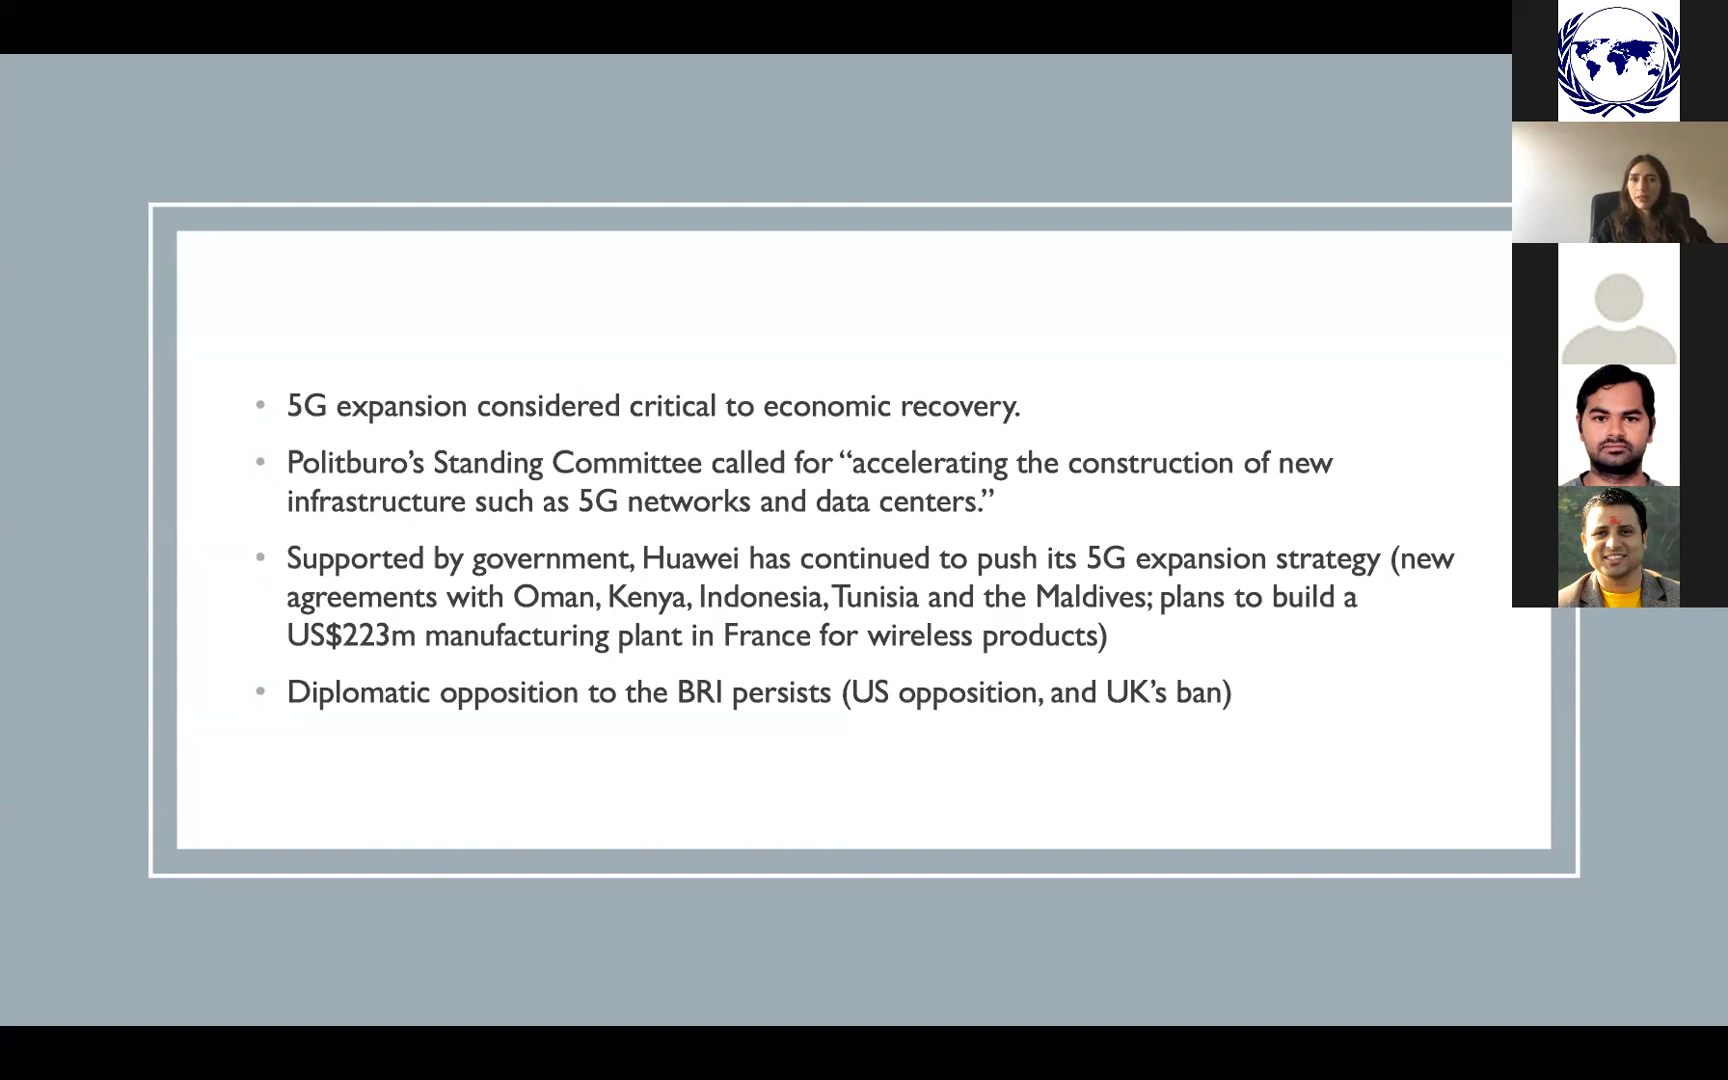 5G expansion considered critical to economic recovery.
Politburo’s Standing Committee called for “accelerating the construction of new
infrastructure such as 5G networks and data centers.”
Supported by government, Huawei has continued to push its 5G expansion strategy (new
agreements with Oman, Kenya, Indonesia, Tunisia and the Maldives; plans to build a
US$223m manufacturing plant in France for wireless products)
Diplomatic opposition to the BRI persists (US opposition, and UK’s ban)